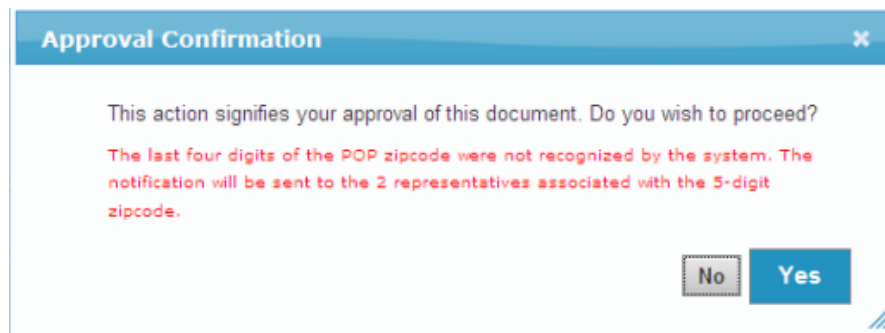 Approval Confirmation
This action signifies your approval of this document. Do you wish to proceed?
The last four digits of the POP zipcode were not recognized by the system. The
notification will be sent to the 2 representatives associated with the 5-digit
zipcode.
No
Yes